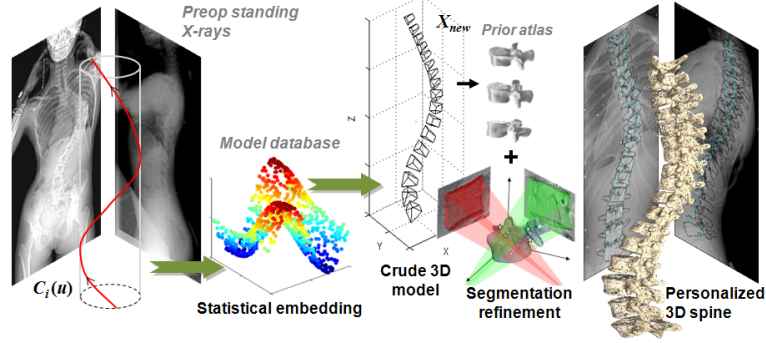 Preop standing
X-rays
C_i(u)
Model database
Statistical embedding
Z
Y
X
X_new
Crude 3D
model
Prior atlas
+
Segmentation
refinement
Personalized
3D spine